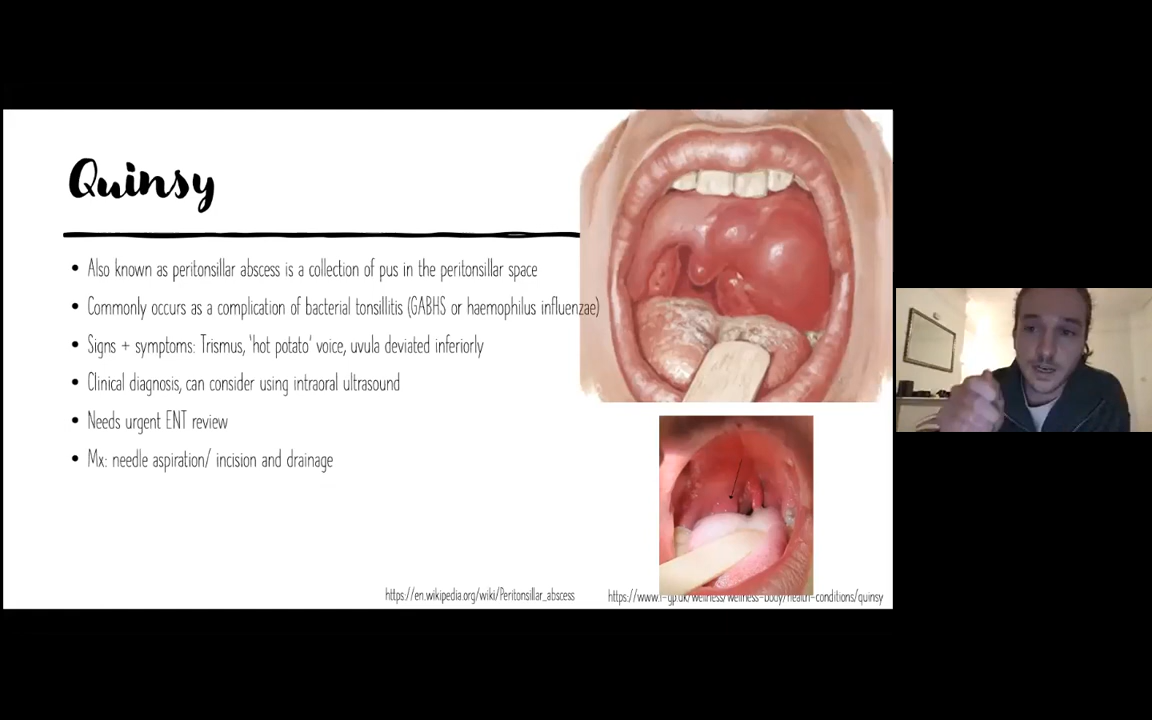 Quinsy
Also known as peritonsillar abscess is a collection of pus in the peritonsillar space
Commonly occurs as a complication of bacterial tonsillitis (GABHS or haemophilus influenzae)
Signs + symptoms: Trismus, 'hot potato' voice, uvula deviated inferiorly
Clinical diagnosis, can consider using intraoral ultrasound
Needs urgent ENT review
Mx: needle aspiration/ incision and drainage
https://en.wikipedia.org/wiki/Peritonsillar_abscess